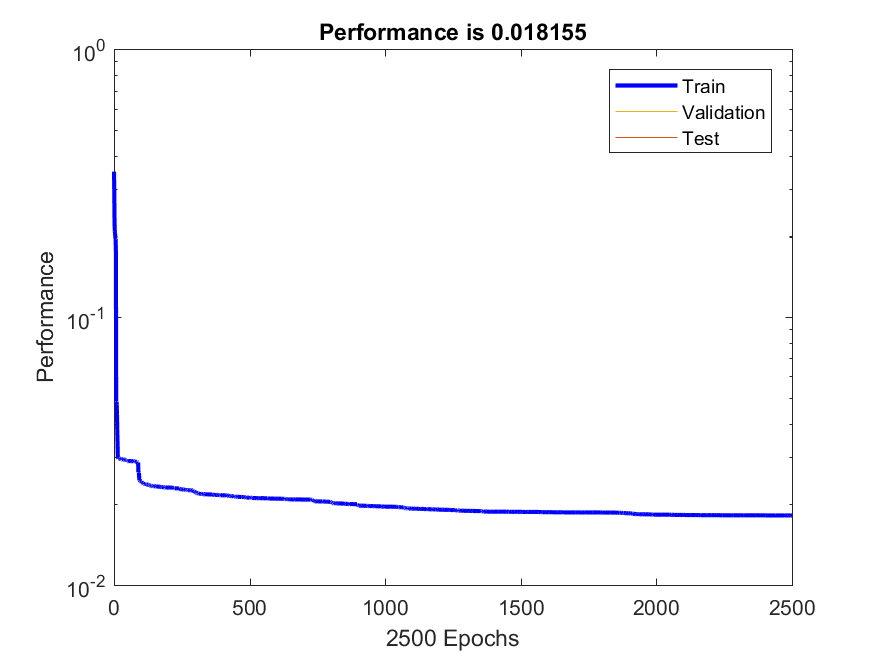 Performance is 0.018155
10^0
10^-1
10^-2
Performance
Train
Validation
Test
0 500 1000 1500 2000 2500
2500 Epochs